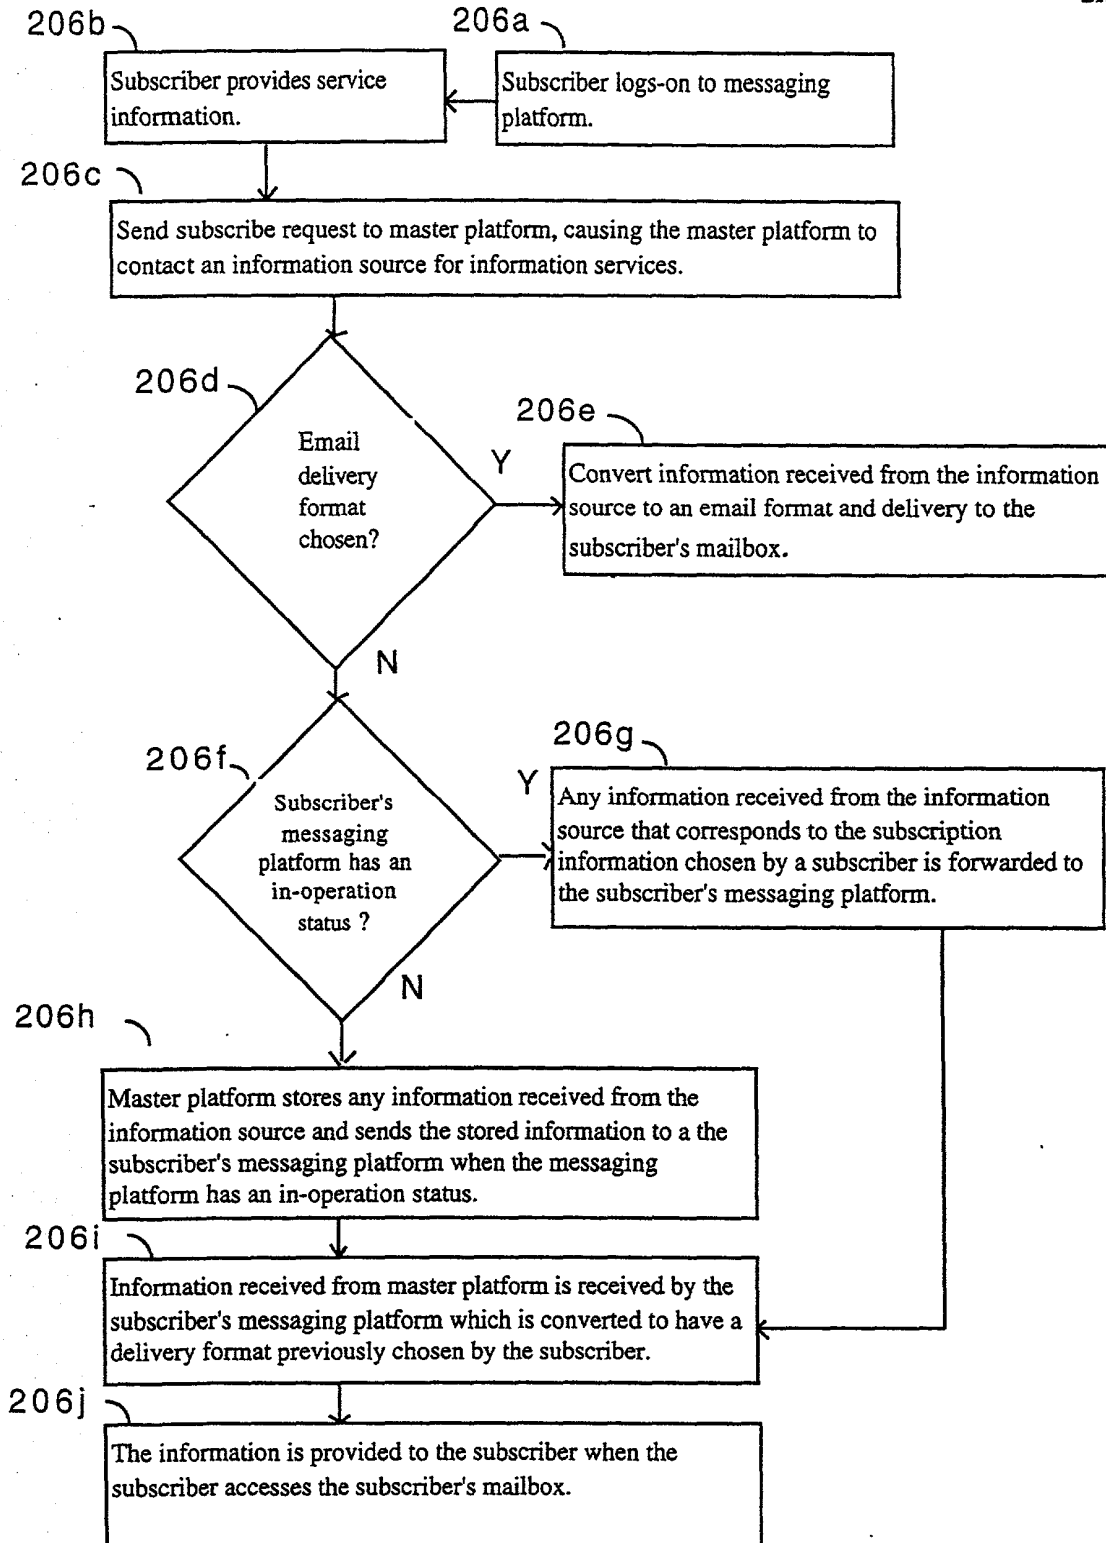 206b
206a
Subscriber provides service
information.
Subscriber logs-on to messaging
platform.
206c
Send subscribe request to master platform, causing the master platform to
contact an information source for information services.
206d
Email
delivery
format
chosen?
Y
206e
Convert information received from the information
source to an email format and delivery to the
subscriber's mailbox.
N
206f
Subscriber's
messaging
platform has an
in-operation
status ?
Y
206g
Any information received from the information
source that corresponds to the subscription
information chosen by a subscriber is forwarded to
the subscriber's messaging platform.
N
206h
Master platform stores any information received from the
information source and sends the stored information to a the
subscriber's messaging platform when the messaging
platform has an in-operation status.
206i
Information received from master platform is received by the
subscriber's messaging platform which is converted to have a
delivery format previously chosen by the subscriber.
206j
The information is provided to the subscriber when the
subscriber accesses the subscriber's mailbox.